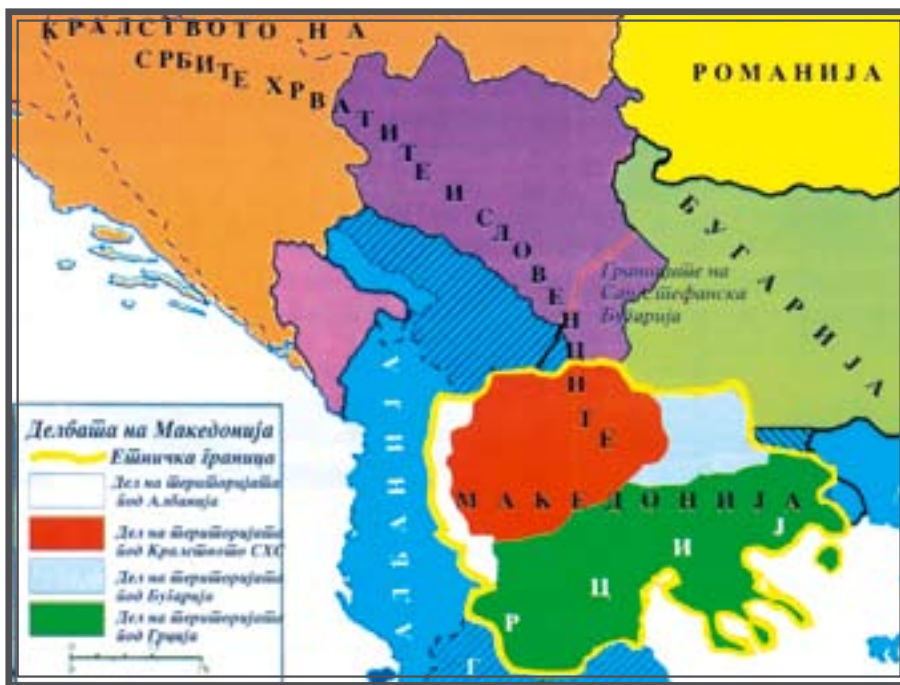 КРАЛСТВОТО НА
СРБИТЕ ХРВАТИТЕ И СЛОВЕНЦИТЕ
РОМАНИЈА
БУГАРИЈА
Границите на
Сан Стефанска
Бугарија
АЛБАНИЈА
МАКЕДОНИЈА
ГРЦИЈ
Делбата на Македонија
Етничка граница
Дел на територијата
под Албанија
Дел на територијата
под Кралството СХС
Дел на територијата
под Бугарија
Дел на територијата
под Грција